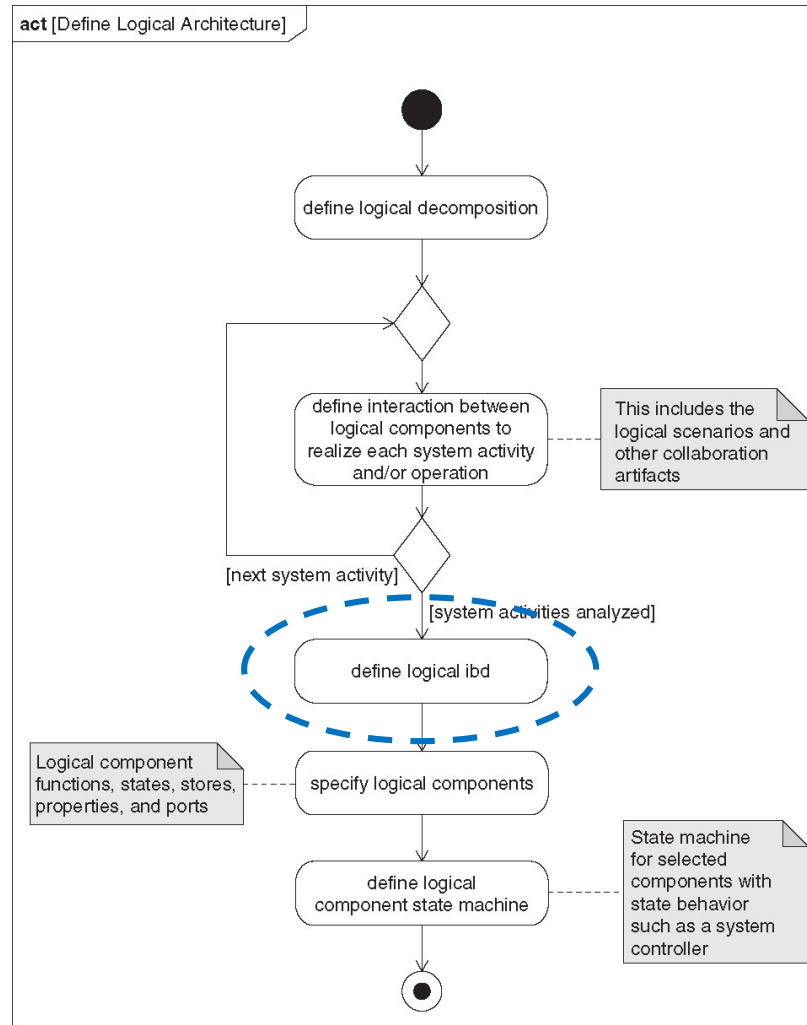 act [Define Logical Architecture]
define logical decomposition
define interaction between
logical components to
realize each system activity
and/or operation
This includes the
logical scenarios and
other collaboration
artifacts
[next system activity]
[system activities analyzed]
define logical ibd
Logical component
functions, states, stores,
properties, and ports
specify logical components
define logical
component state machine
State machine
for selected
components with
state behavior
such as a system
controller